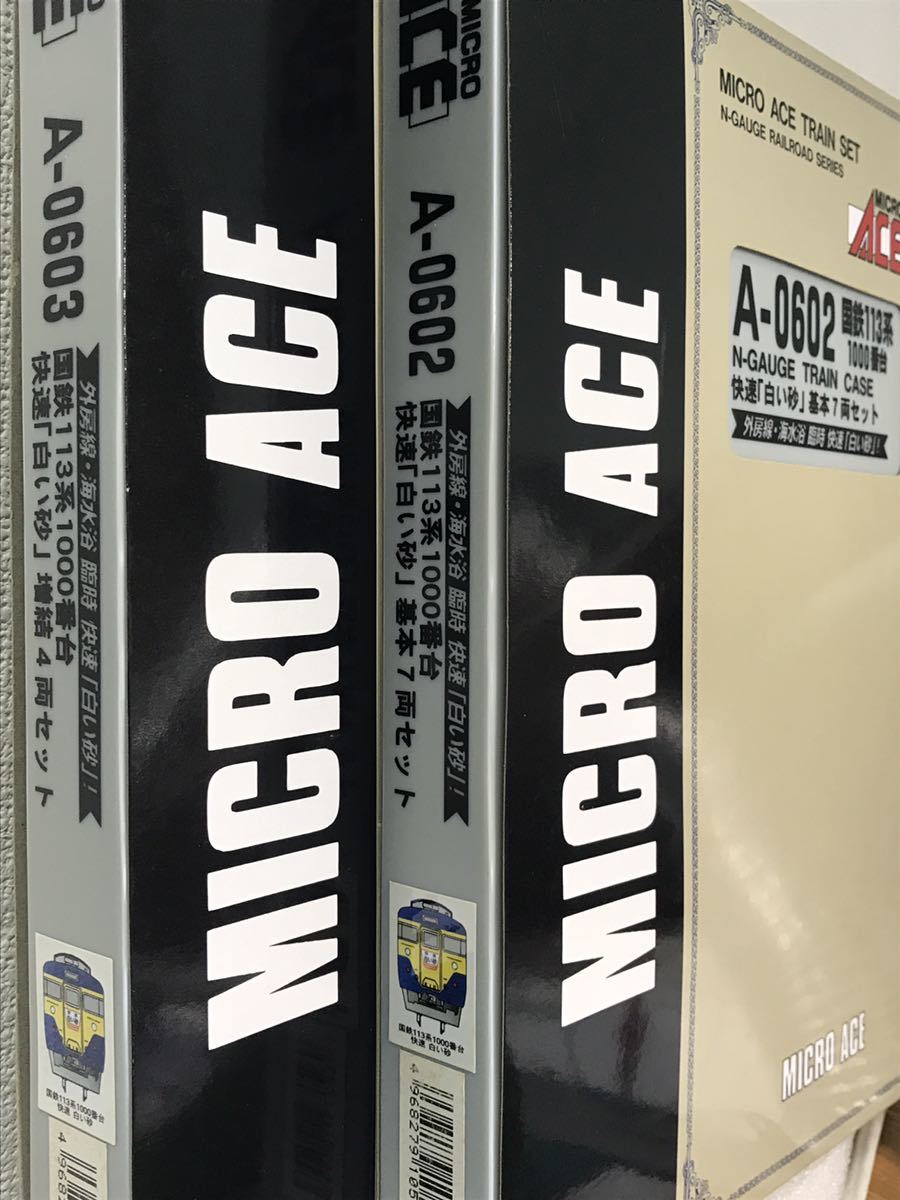 MICRO
ACE
A-0603
外房線・海水浴 臨時 快速「白い砂」!
国鉄113系1000番台
快速「白い砂」 増結4両セット
国鉄113系1000番台
快速 白い砂
4 968
MICRO ACE
MICRO
ACE
A-0602
外房線・海水浴 臨時 快速「白い砂」!
国鉄113系1000番台
快速「白い砂」 基本7両セット
国鉄113系1000番台
快速 白い砂
4 968279 105
MICRO ACE
MICRO ACE TRAIN SET
N-GAUGE RAILROAD SERIES
MICRO
ACE
A-0602 国鉄113系
1000番台
N-GAUGE TRAIN CASE
快速「白い砂」基本7両セット
外房線・海水浴 臨時 快速「白い砂」!
MICRO ACE